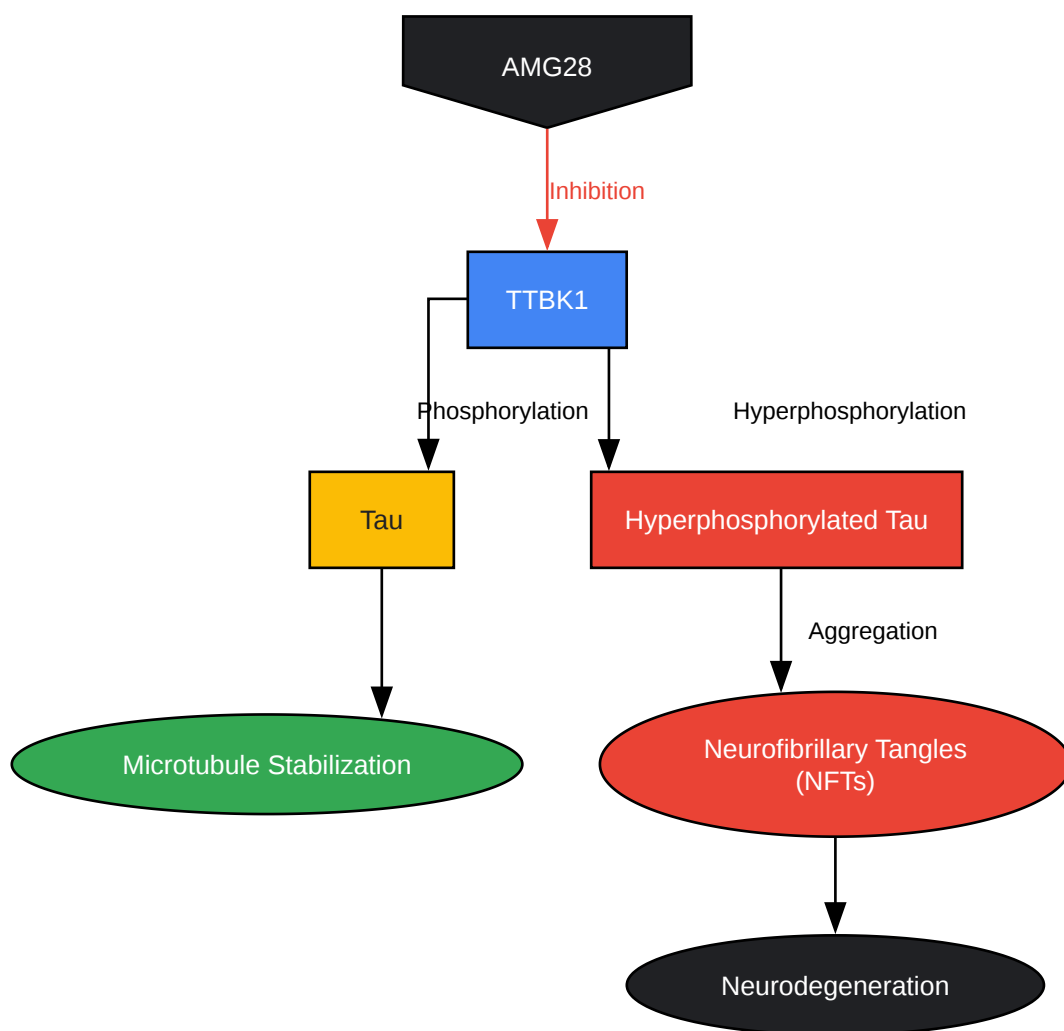 AMG28
Inhibition
TTBK1
Phosphorylation
Hyperphosphorylation
Tau
Hyperphosphorylated Tau
Aggregation
Microtubule Stabilization
Neurofibrillary Tangles
(NFTs)
Neurodegeneration